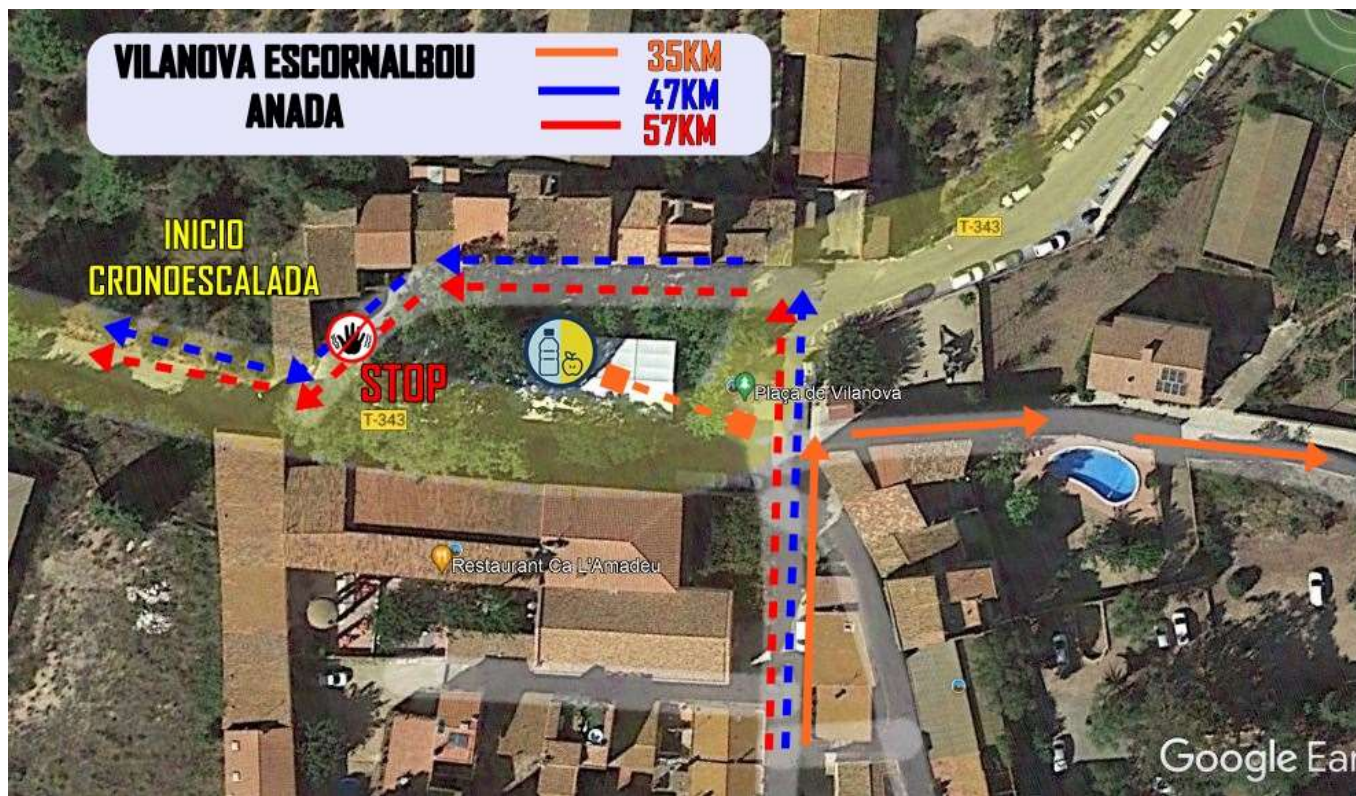 VILANOVA ESCORNALBOU
ANADA
35KM
47KM
57KM
INICIO
CRONOESCALADA
T-343
STOP
T-343
Plaça de Vilanova
Restaurant Ca L'Amadeu
Google Ear